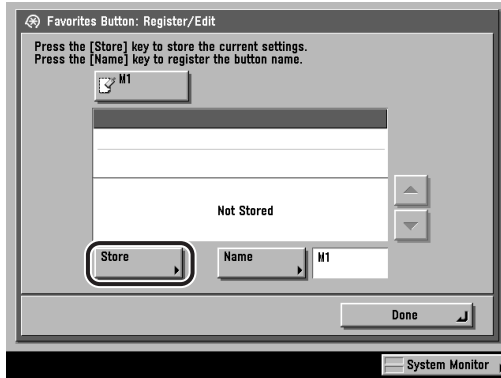 Favorites Button: Register/Edit
Press the [Store] key to store the current settings.
Press the [Name] key to register the button name.
M1
Not Stored
Store Name M1
Done
System Monitor